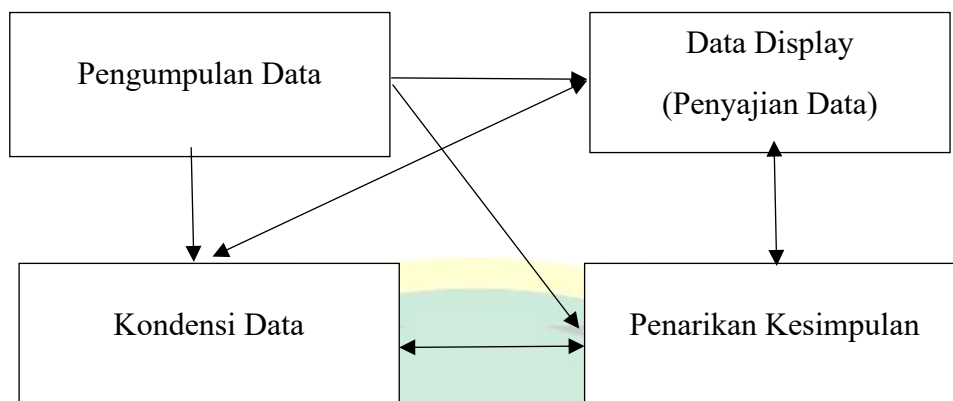 Pengumpulan Data
Data Display
(Penyajian Data)
Kondensi Data
Penarikan Kesimpulan